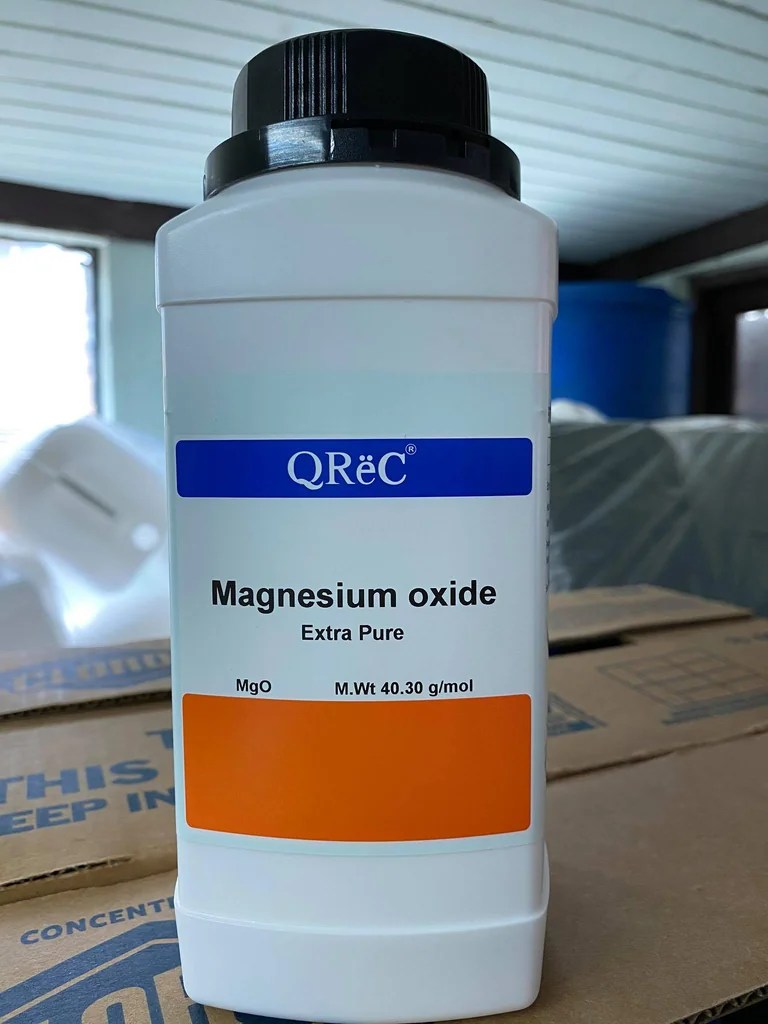 QRëC®
Magnesium oxide
Extra Pure
MgO M.Wt 40.30 g/mol
THIS
EEP IN
CONCENT